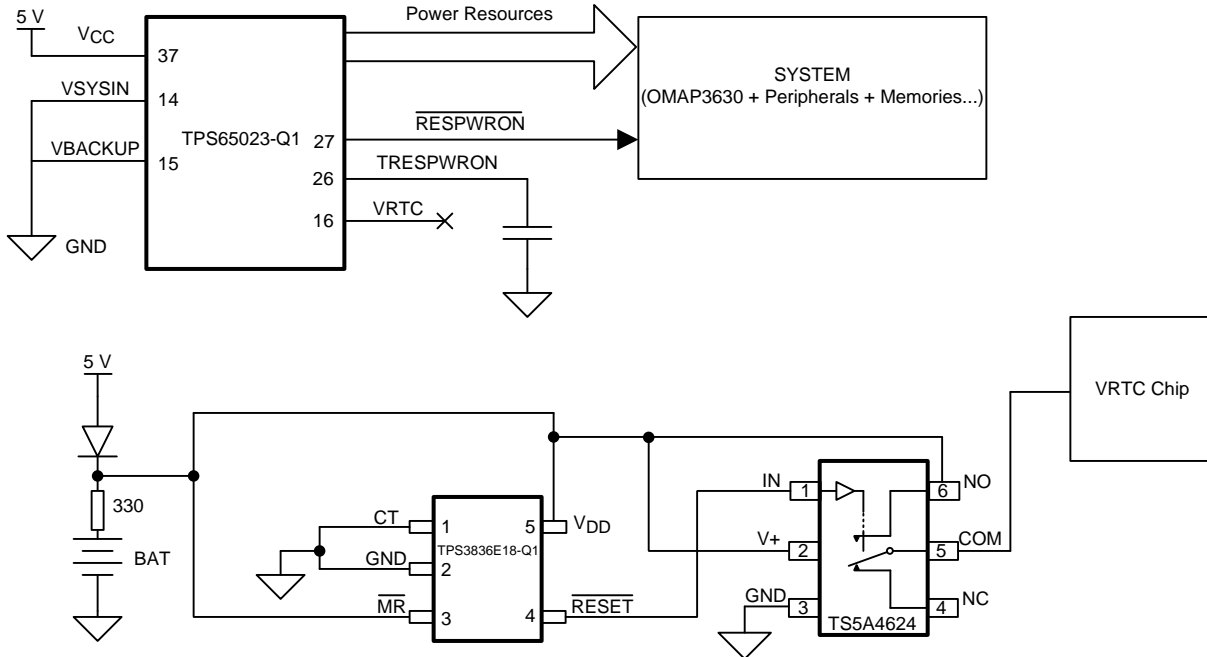 5 V
VCC
37
VSYSIN
14
VBACKUP
15
TPS65023-Q1
GND
Power Resources
RESPWRON
27
TRESPWRON
26
VRTC
16
SYSTEM
(OMAP3630 + Peripherals + Memories...)
5 V
330
BAT
CT
1
GND
2
MR
3
TPS3836E18-Q1
5
VDD
4
RESET
IN
1
V+
2
GND
3
6
NO
5
COM
4
NC
TS5A4624
VRTC Chip